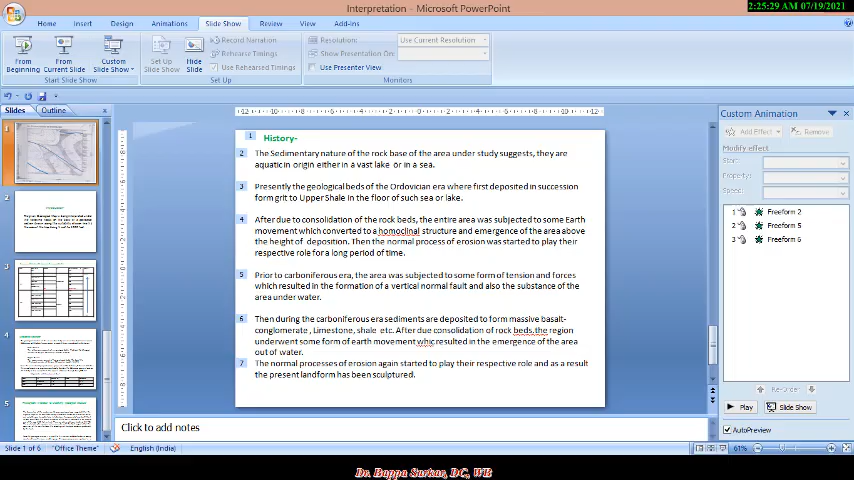 Interpretation - Microsoft PowerPoint
2:25:29 AM 07/19/2021
Home Insert Design Animations Slide Show Review View Add-Ins
From Beginning
From Current Slide
Custom Slide Show
Set Up Slide Show
Hide Slide
Record Narration
Rehearse Timings
Use Rehearsed Timings
Resolution: Use Current Resolution
Show Presentation On:
Use Presenter View
Start Slide Show Set Up Monitors
Slides Outline
Custom Animation
Add Effect Remove
Modify effect
Start:
Property:
Speed:
1 Freeform 2
2 Freeform 5
3 Freeform 6
Re-Order
Play Slide Show
AutoPreview
1 History-
2 The Sedimentary nature of the rock base of the area under study suggests, they are
aquatic in origin either in a vast lake or in a sea.
3 Presently the geological beds of the Ordovician era where first deposited in succession
form grit to Upper Shale in the floor of such sea or lake.
4 After due to consolidation of the rock beds, the entire area was subjected to some Earth
movement which converted to a homoclinal structure and emergence of the area above
the height of deposition. Then the normal process of erosion was started to play their
respective role for a long period of time.
5 Prior to carboniferous era, the area was subjected to some form of tension and forces
which resulted in the formation of a vertical normal fault and also the substance of the
area under water.
6 Then during the carboniferous era sediments are deposited to form massive basalt-
conglomerate , Limestone, shale etc. After due consolidation of rock beds,the region
underwent some form of earth movement whic resulted in the emergence of the area
out of water.
7 The normal processes of erosion again started to play their respective role and as a result
the present landform has been sculptured.
1
2
3
4
5
Click to add notes
Slide 1 of 6 "Office Theme" English (India) 61%
Dr. Bappa Sarkar, DC, WB